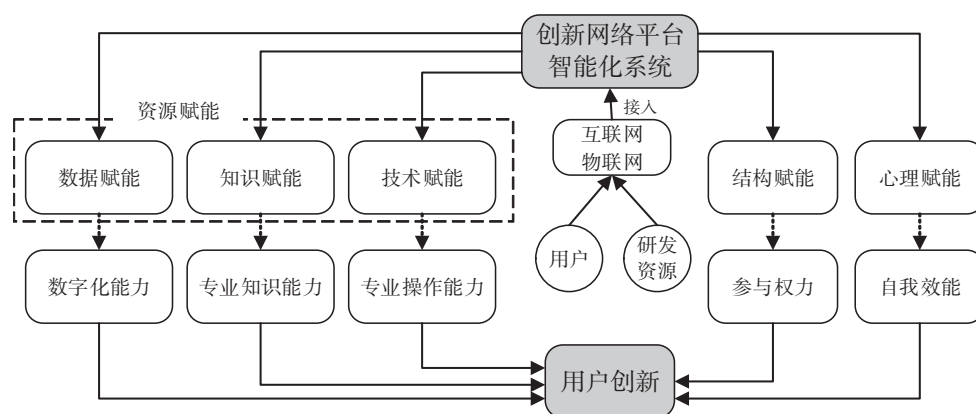 创新网络平台
智能化系统
资源赋能
接入
互联网
物联网
数据赋能
知识赋能
技术赋能
结构赋能
心理赋能
用户
研发
资源
数字化能力
专业知识能力
专业操作能力
参与权力
自我效能
用户创新